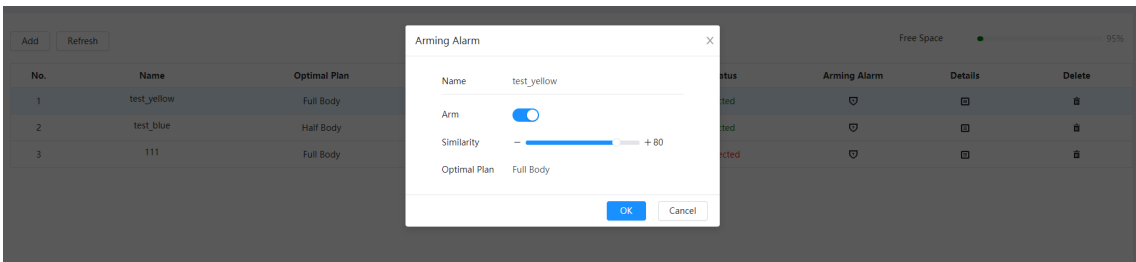 Add Refresh Free Space 95%
No. Name Optimal Plan Arming Alarm Details Delete
1 test_yellow Full Body
2 test_blue Half Body
3 111 Full Body
Arming Alarm X
Name test_yellow
Arm
Similarity − + 80
Optimal Plan Full Body
OK Cancel